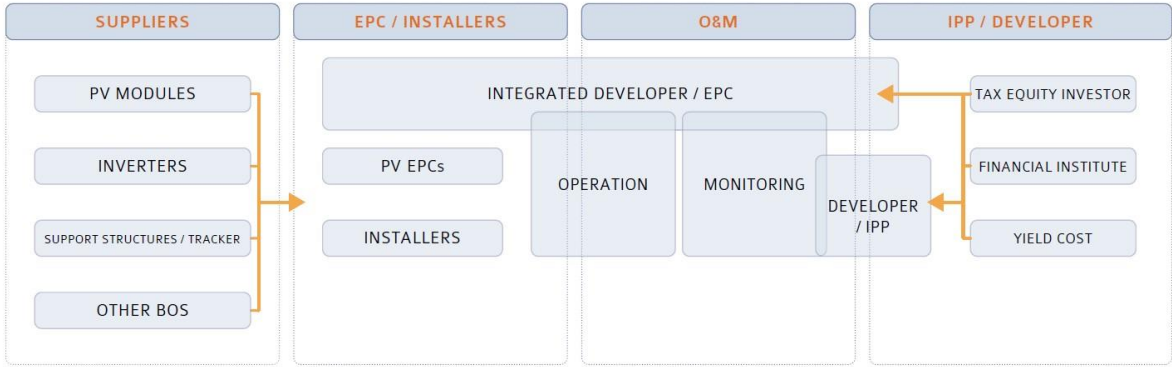 SUPPLIERS
EPC / INSTALLERS
O&M
IPP / DEVELOPER
PV MODULES
INVERTERS
SUPPORT STRUCTURES / TRACKER
OTHER BOS
INTEGRATED DEVELOPER / EPC
PV EPCs
INSTALLERS
OPERATION
MONITORING
DEVELOPER
/ IPP
TAX EQUITY INVESTOR
FINANCIAL INSTITUTE
YIELD COST